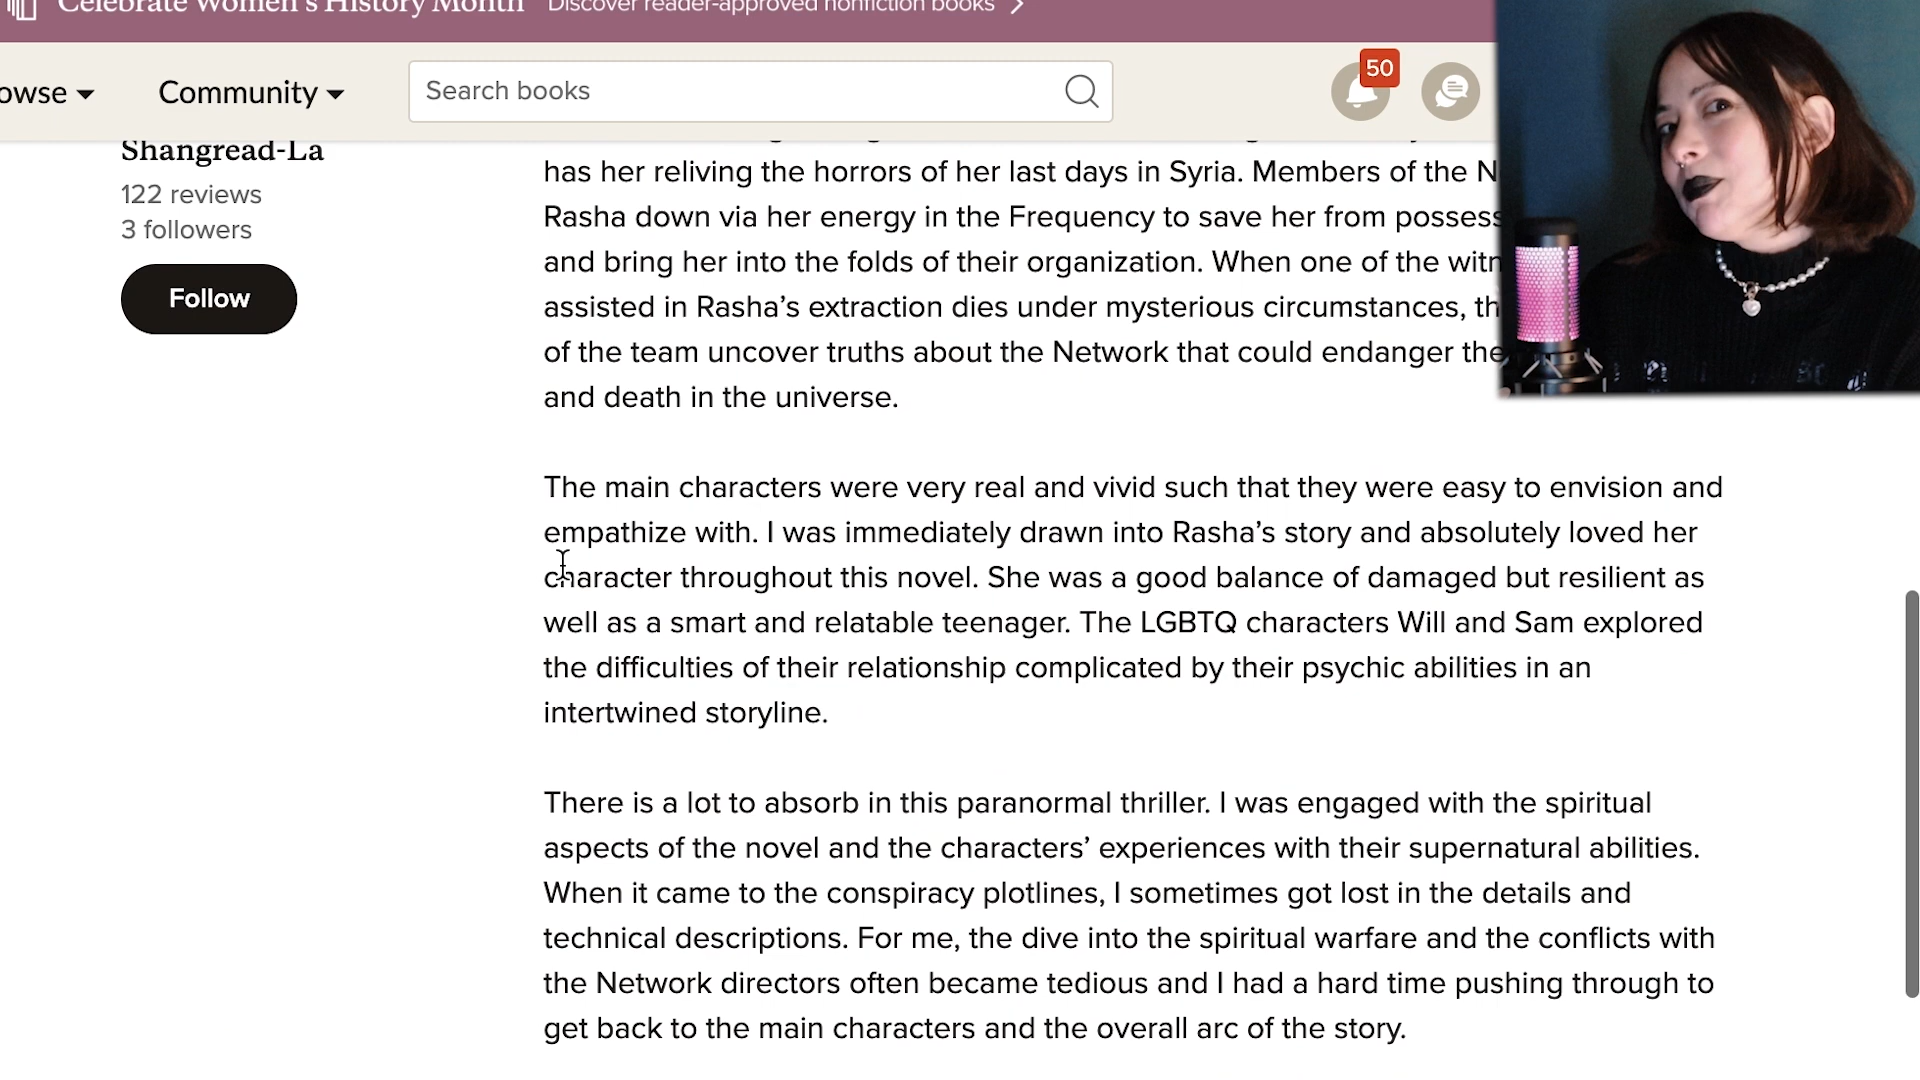 Celebrate Women's History Month Discover reader-approved nonfiction books
owse Community Search books 50
Shangread-La
122 reviews
3 followers
Follow
has her reliving the horrors of her last days in Syria. Members of the N
Rasha down via her energy in the Frequency to save her from possess
and bring her into the folds of their organization. When one of the witn
assisted in Rasha’s extraction dies under mysterious circumstances, th
of the team uncover truths about the Network that could endanger the
and death in the universe.
The main characters were very real and vivid such that they were easy to envision and
empathize with. I was immediately drawn into Rasha’s story and absolutely loved her
character throughout this novel. She was a good balance of damaged but resilient as
well as a smart and relatable teenager. The LGBTQ characters Will and Sam explored
the difficulties of their relationship complicated by their psychic abilities in an
intertwined storyline.
There is a lot to absorb in this paranormal thriller. I was engaged with the spiritual
aspects of the novel and the characters’ experiences with their supernatural abilities.
When it came to the conspiracy plotlines, I sometimes got lost in the details and
technical descriptions. For me, the dive into the spiritual warfare and the conflicts with
the Network directors often became tedious and I had a hard time pushing through to
get back to the main characters and the overall arc of the story.